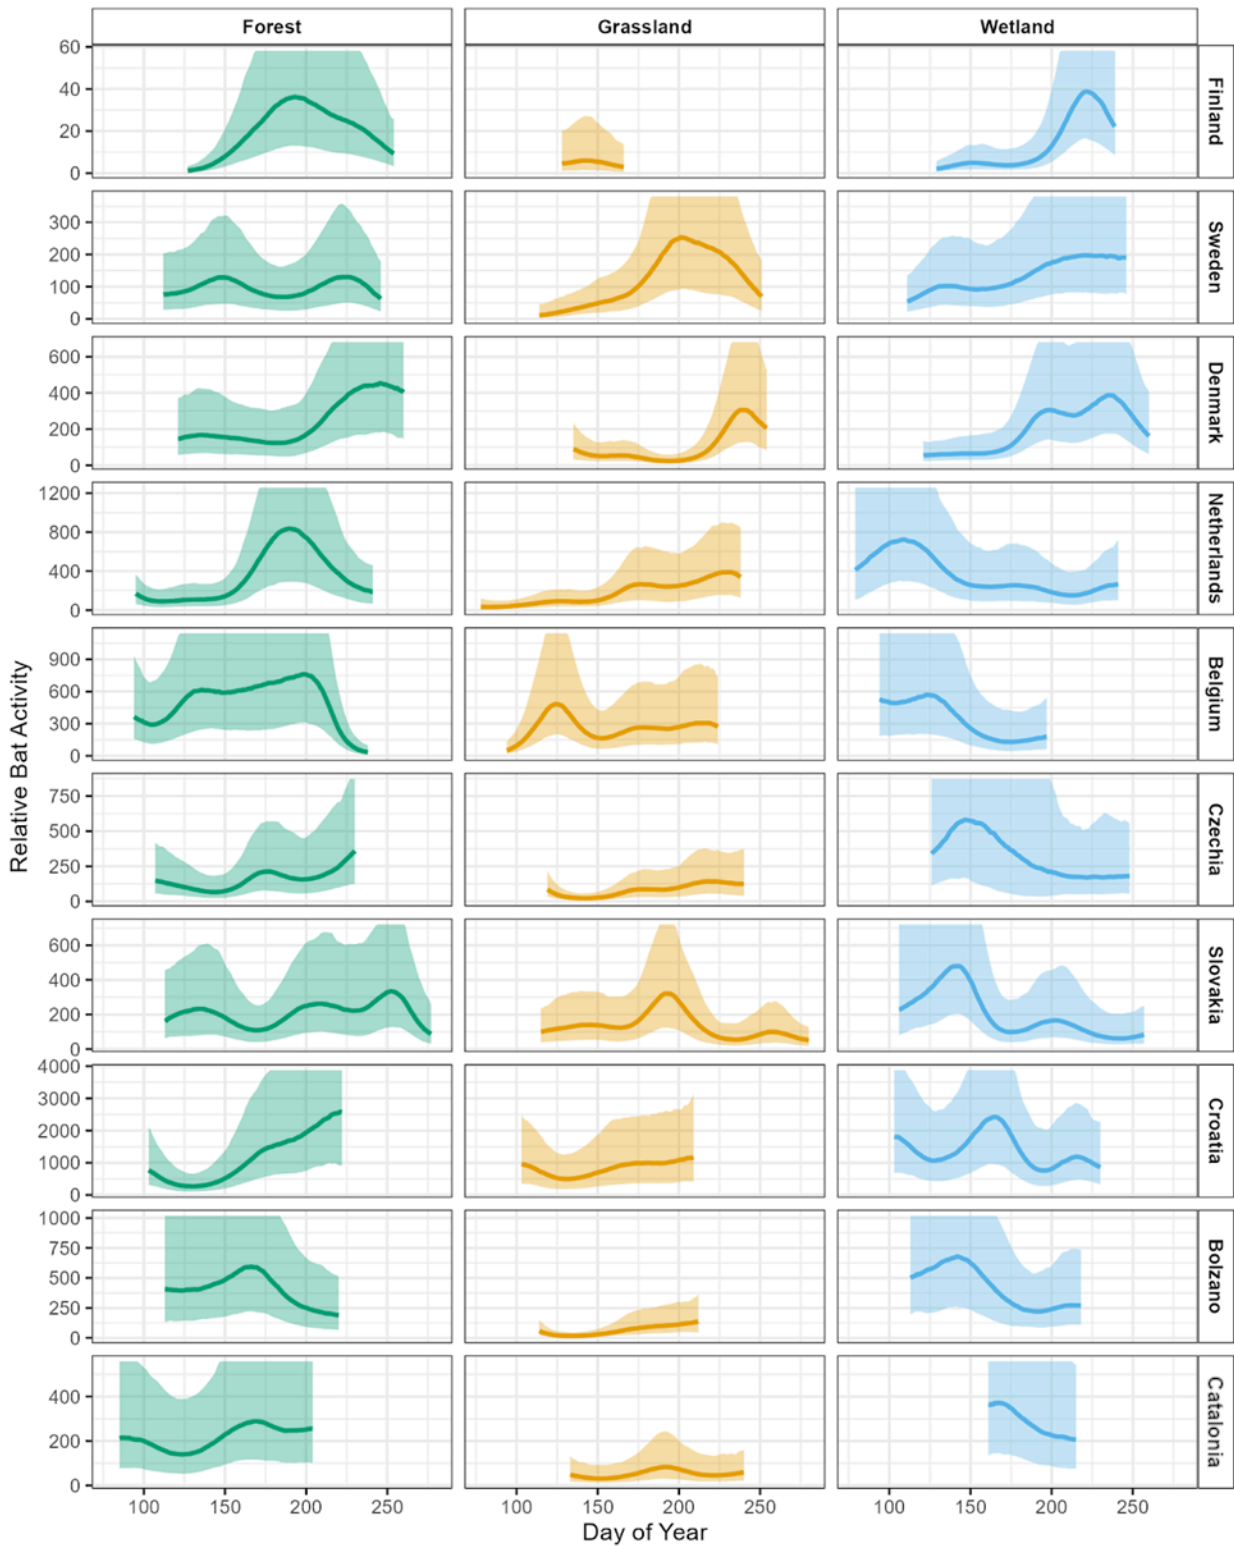 Forest Grassland Wetland
60
40
20
0
Finland
300
200
100
0
Sweden
600
400
200
0
Denmark
1200
800
400
0
Netherlands
900
600
300
0
Belgium
750
500
250
0
Czechia
600
400
200
0
Slovakia
4000
3000
2000
1000
0
Croatia
1000
750
500
250
0
Bolzano
400
200
0
Catalonia
Relative Bat Activity
100 150 200 250 100 150 200 250 100 150 200 250
Day of Year